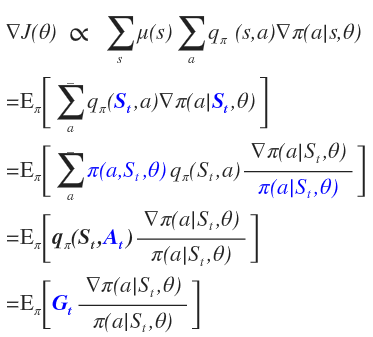 ∇J(θ) ∝ ∑_s μ(s) ∑_a q_π (s,a)∇π(a|s,θ)
=E_π[ ∑_a q_π(S_t,a)∇π(a|S_t,θ) ]
=E_π[ ∑_a π(a,S_t,θ) q_π(S_t,a) ∇π(a|S_t,θ) / π(a|S_t,θ) ]
=E_π[ q_π(S_t,A_t) ∇π(a|S_t,θ) / π(a|S_t,θ) ]
=E_π[ G_t ∇π(a|S_t,θ) / π(a|S_t,θ) ]